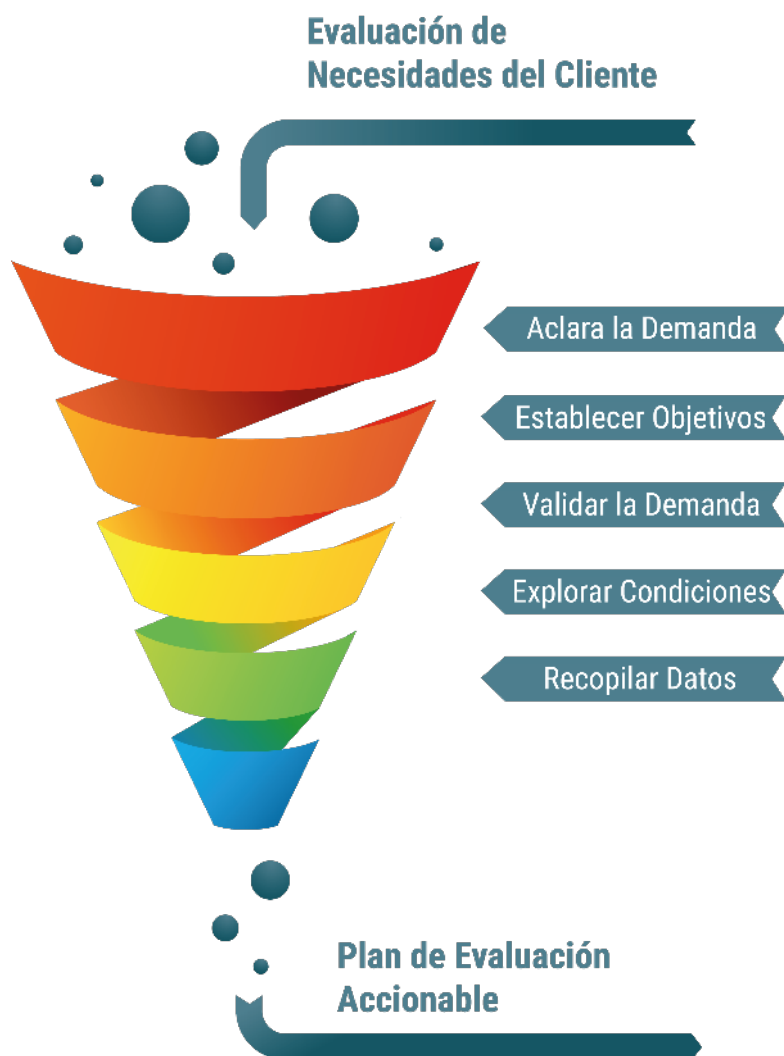 Evaluación de
Necesidades del Cliente
Aclara la Demanda
Establecer Objetivos
Validar la Demanda
Explorar Condiciones
Recopilar Datos
Plan de Evaluación
Accionable